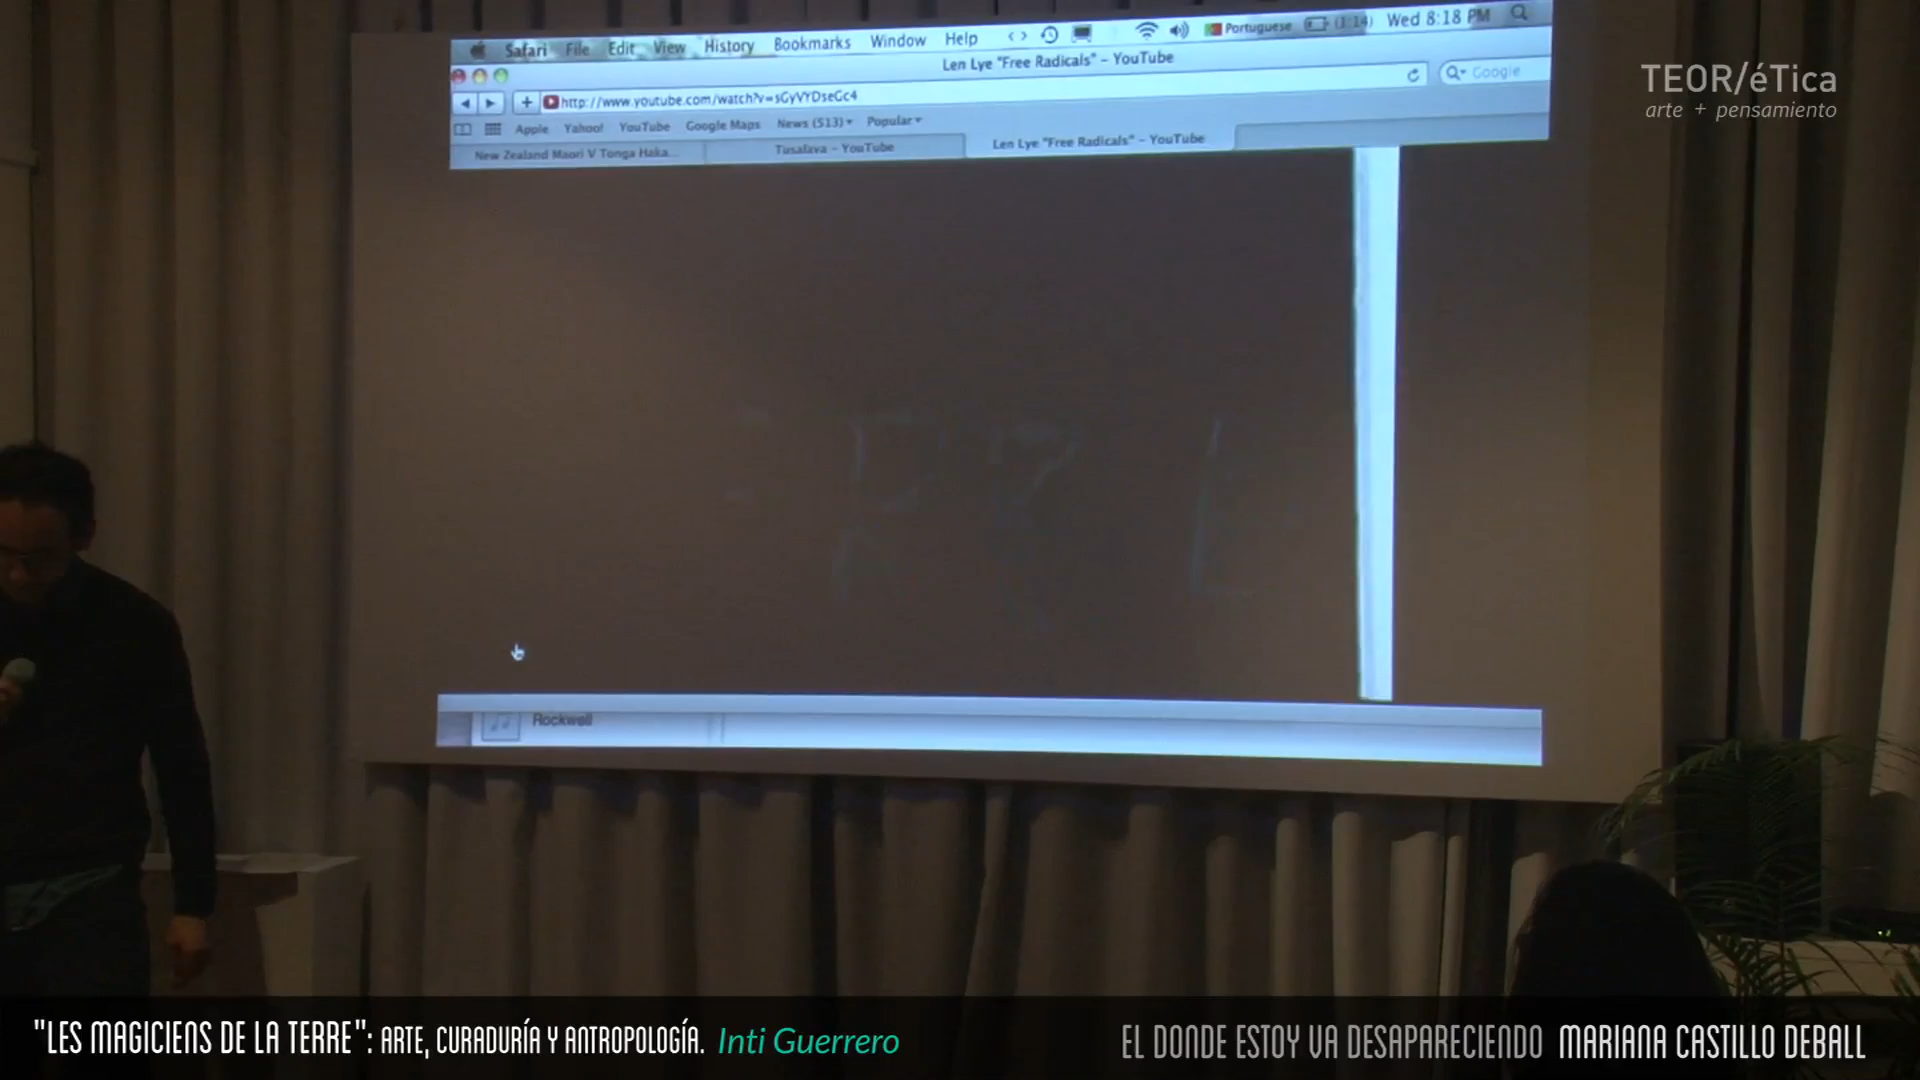 Safari File Edit View History Bookmarks Window Help Portuguese (1:14) Wed 8:18 PM
Len Lye "Free Radicals" – YouTube
http://www.youtube.com/watch?v=sGyVYDseGc4 Google
Apple Yahoo! YouTube Google Maps News (513) Popular
New Zealand Maori V Tonga Haka... Tusalava – YouTube Len Lye "Free Radicals" – YouTube
Rockwell
TEOR/éTica
arte + pensamiento
"LES MAGICIENS DE LA TERRE": ARTE, CURADURÍA Y ANTROPOLOGÍA. Inti Guerrero
EL DONDE ESTOY VA DESAPARECIENDO MARIANA CASTILLO DEBALL